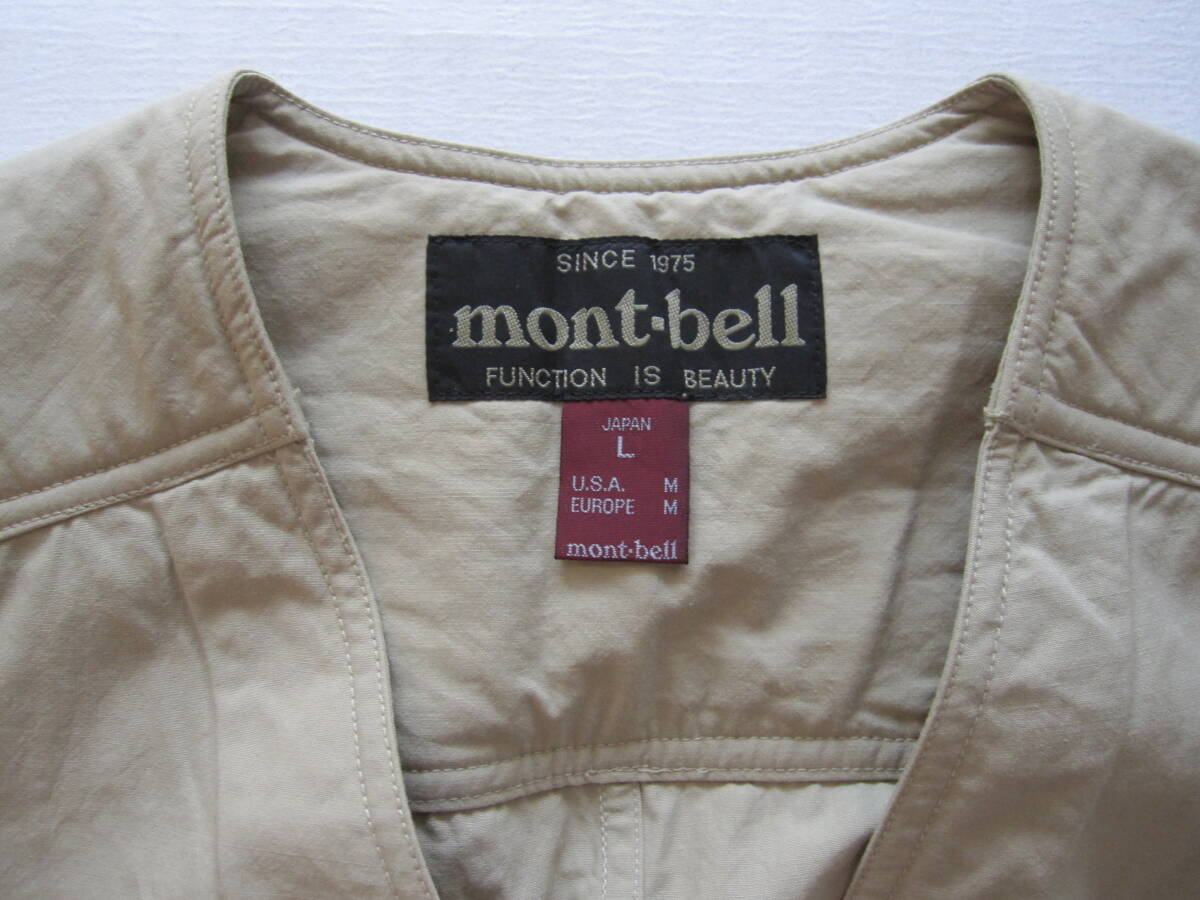 SINCE 1975
mont·bell
FUNCTION IS BEAUTY
JAPAN
L
U.S.A. M
EUROPE M
mont·bell